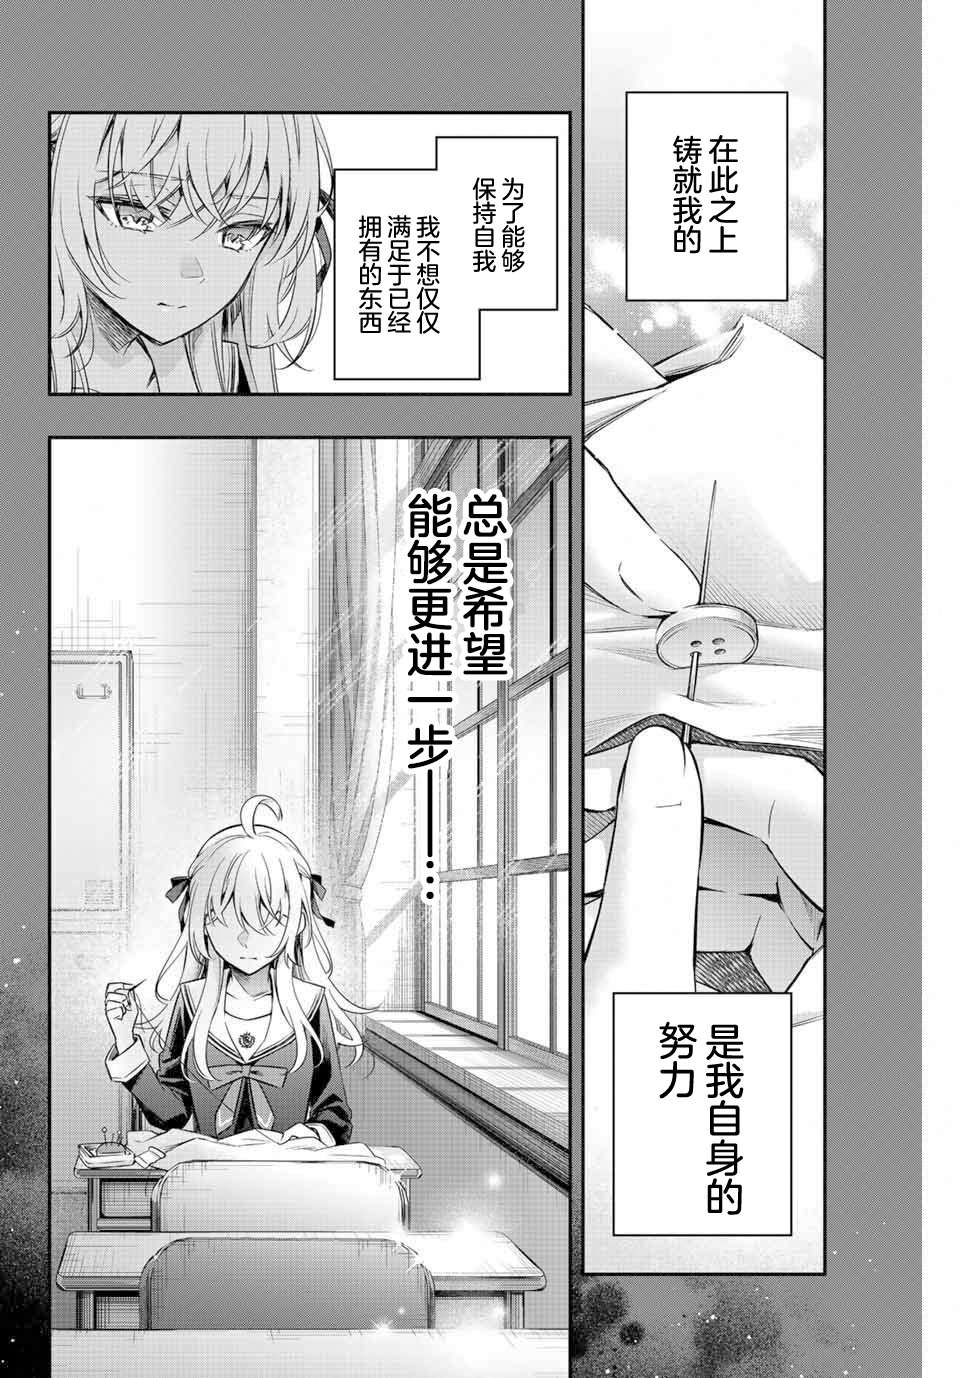 在此之上
铸就我的
是我自身的
努力
为了能够
保持自我
我不想仅仅
满足于已经
拥有的东西
总是希望
能够更进一步——…